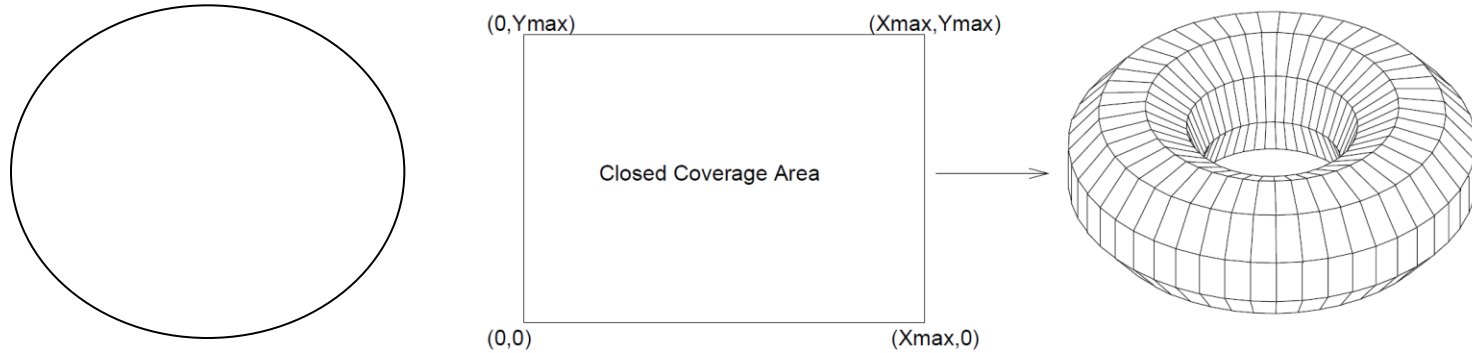 (0,Ymax)
(Xmax,Ymax)
Closed Coverage Area
(0,0)
(Xmax,0)